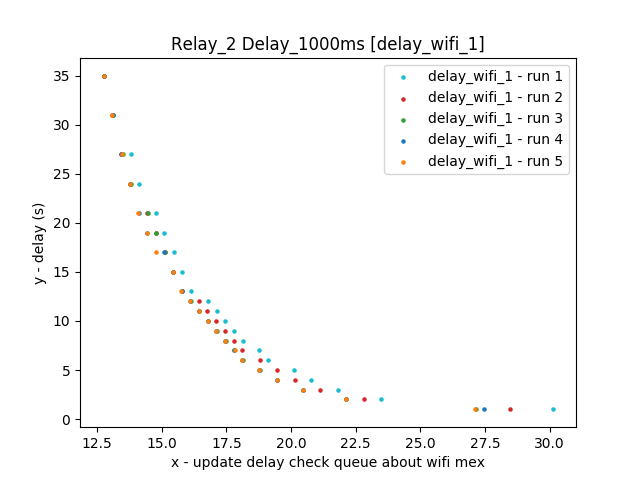 Relay_2 Delay_1000ms [delay_wifi_1]
delay_wifi_1 - run 1
delay_wifi_1 - run 2
delay_wifi_1 - run 3
delay_wifi_1 - run 4
delay_wifi_1 - run 5
y - delay (s)
35
30
25
20
15
10
5
0
12.5 15.0 17.5 20.0 22.5 25.0 27.5 30.0
x - update delay check queue about wifi mex